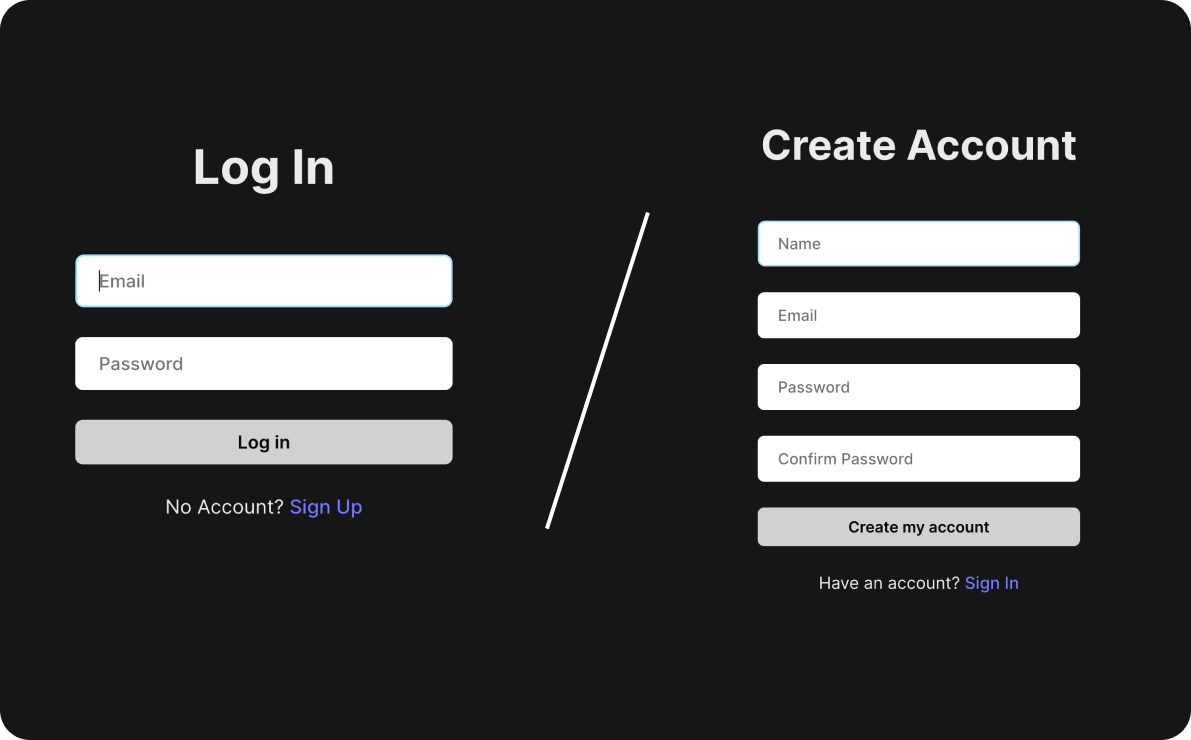 Log In
Email
Password
Log in
No Account? Sign Up
Create Account
Name
Email
Password
Confirm Password
Create my account
Have an account? Sign In